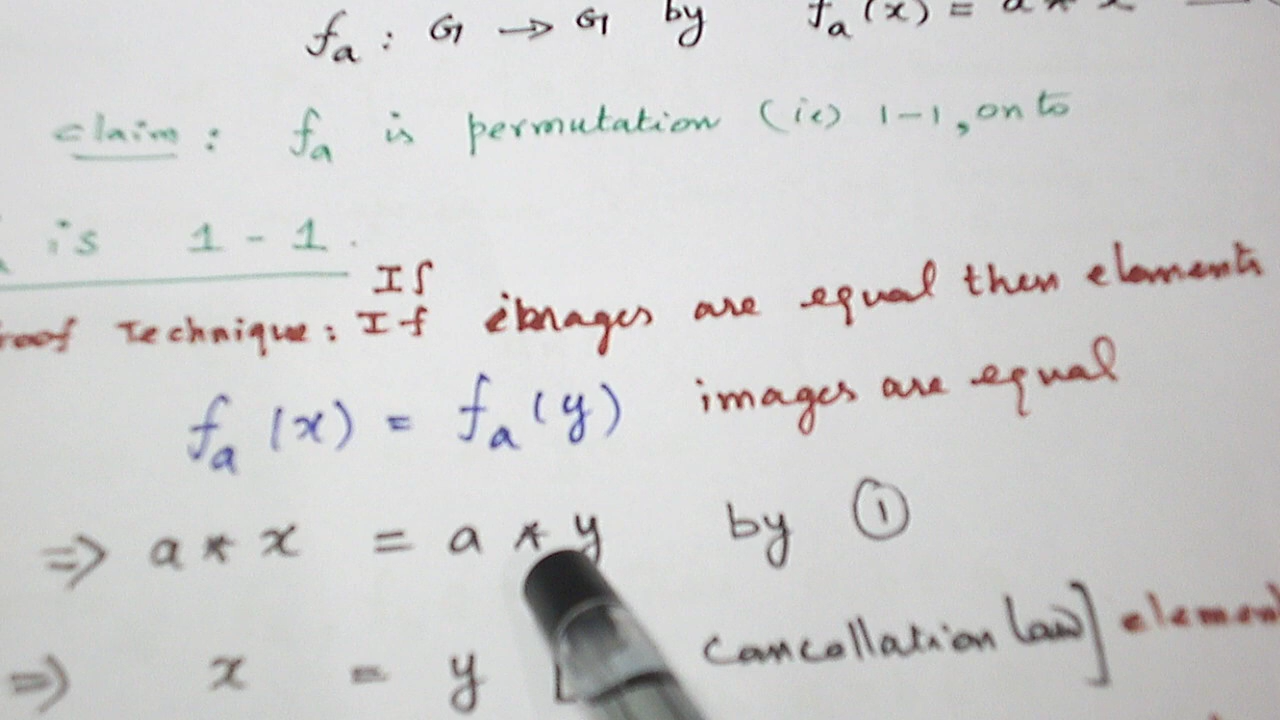 fₐ : G → G by fₐ(x) = a * x
claim : fₐ is permutation (ie) 1-1, onto
is 1 - 1.
If
Technique : If images are equal then elements
fₐ (x) = fₐ (y) images are equal
⇒ a * x = a * y by ①
⇒ x = y [ cancellation law]